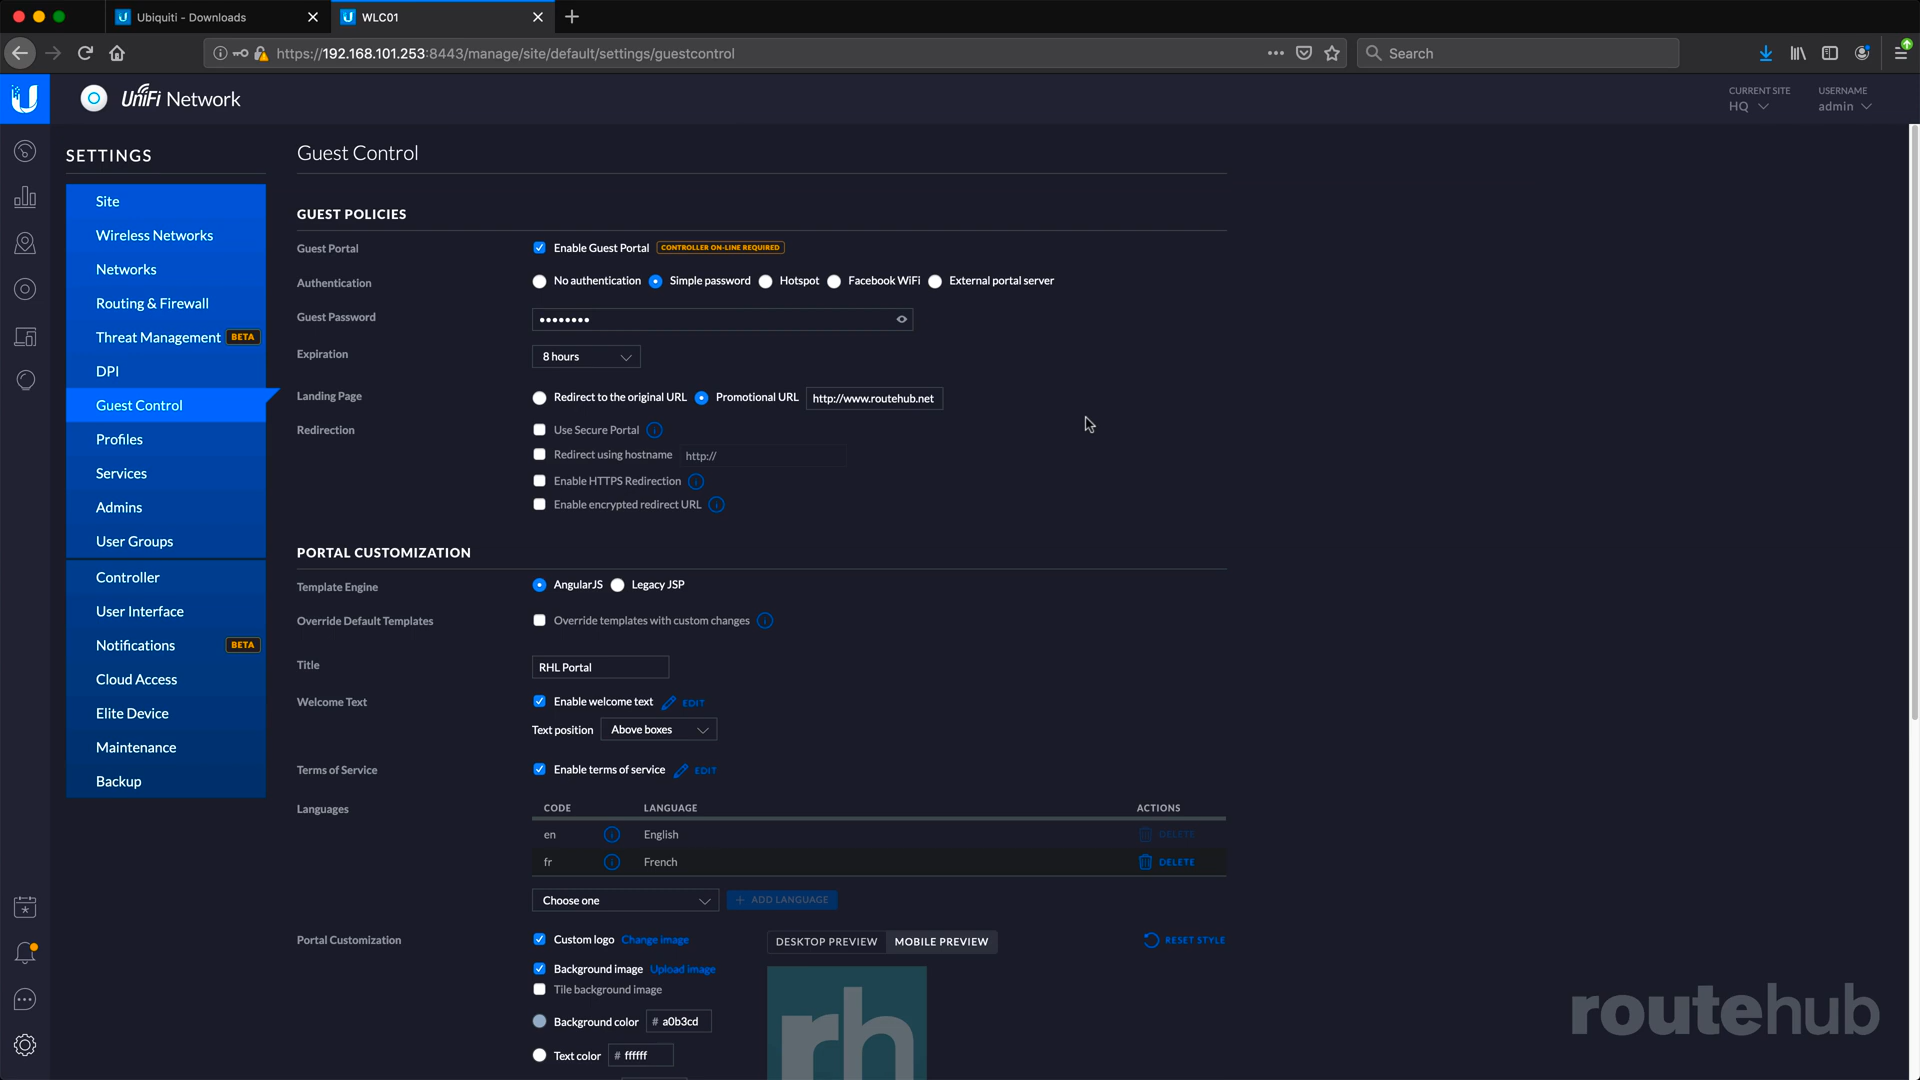 Ubiquiti - Downloads
WLC01
https://192.168.101.253:8443/manage/site/default/settings/guestcontrol
Search
UniFi Network
CURRENT SITE
HQ
USERNAME
admin
SETTINGS
Site
Wireless Networks
Networks
Routing & Firewall
Threat Management BETA
DPI
Guest Control
Profiles
Services
Admins
User Groups
Controller
User Interface
Notifications BETA
Cloud Access
Elite Device
Maintenance
Backup
Guest Control
GUEST POLICIES
Guest Portal Enable Guest Portal CONTROLLER ON-LINE REQUIRED
Authentication No authentication Simple password Hotspot Facebook WiFi External portal server
Guest Password ••••••••
Expiration 8 hours
Landing Page Redirect to the original URL Promotional URL http://www.routehub.net
Redirection Use Secure Portal
Redirect using hostname http://
Enable HTTPS Redirection
Enable encrypted redirect URL
PORTAL CUSTOMIZATION
Template Engine AngularJS Legacy JSP
Override Default Templates Override templates with custom changes
Title RHL Portal
Welcome Text Enable welcome text EDIT
Text position Above boxes
Terms of Service Enable terms of service EDIT
Languages CODE LANGUAGE ACTIONS
en English DELETE
fr French DELETE
Choose one + ADD LANGUAGE
Portal Customization Custom logo Change image DESKTOP PREVIEW MOBILE PREVIEW RESET STYLE
Background image Upload image
Tile background image
Background color # a0b3cd
Text color # ffffff
rh
routehub